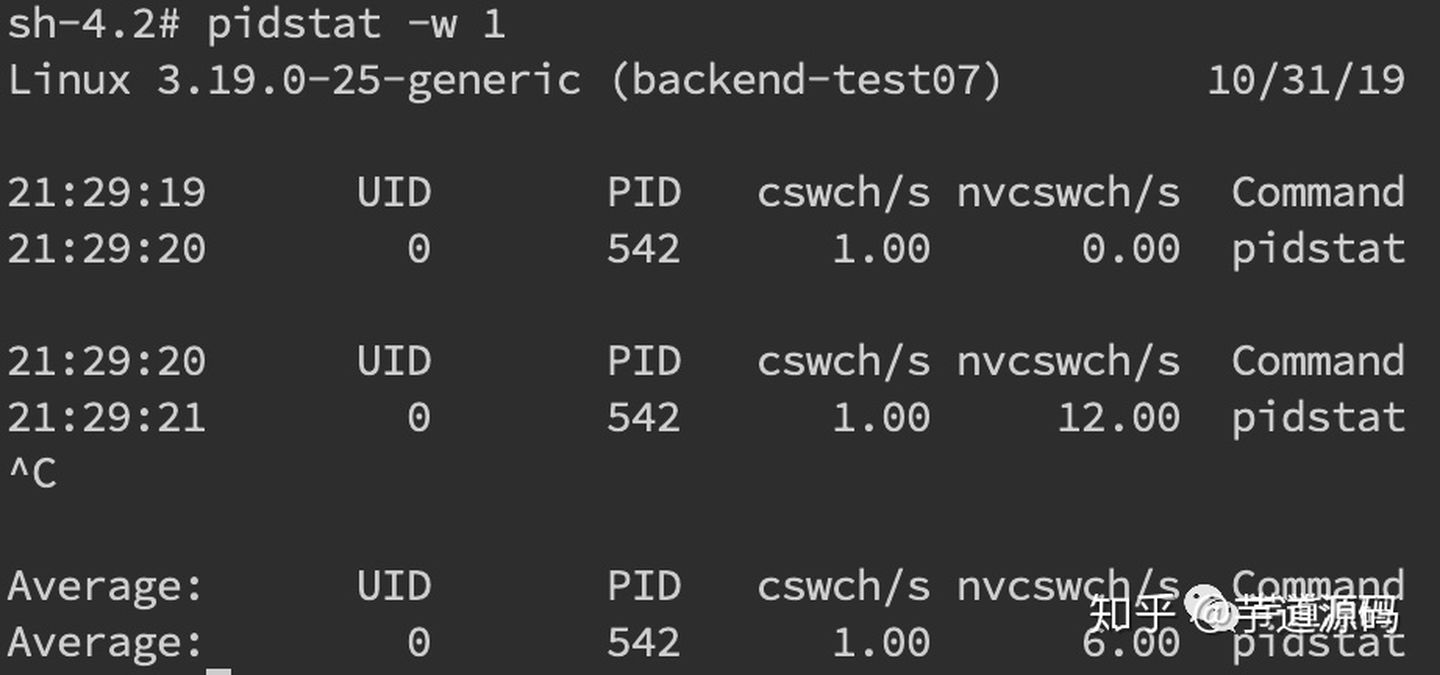 sh-4.2# pidstat -w 1
Linux 3.19.0-25-generic (backend-test07) 10/31/19
21:29:19 UID PID cswch/s nvcswch/s Command
21:29:20 0 542 1.00 0.00 pidstat
21:29:20 UID PID cswch/s nvcswch/s Command
21:29:21 0 542 1.00 12.00 pidstat
^C
Average: UID PID cswch/s nvcswch/s Command
知乎 @芋道源码
Average: 0 542 1.00 6.00 pidstat